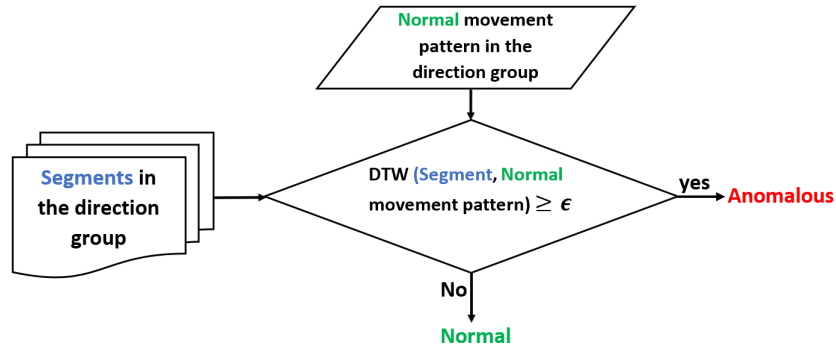 Normal movement
pattern in the
direction group
Segments in
the direction
group
DTW (Segment, Normal
movement pattern) ≥ ϵ
yes
Anomalous
No
Normal